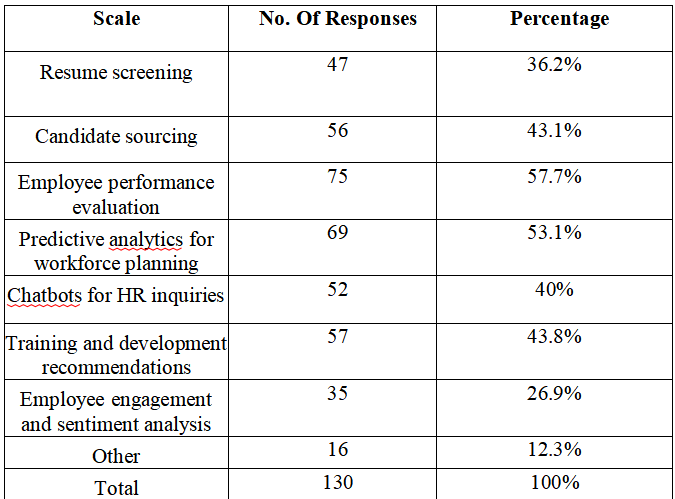 Scale No. Of Responses Percentage
Resume screening 47 36.2%
Candidate sourcing 56 43.1%
Employee performance 75 57.7%
evaluation
Predictive analytics for 69 53.1%
workforce planning
Chatbots for HR inquiries 52 40%
Training and development 57 43.8%
recommendations
Employee engagement 35 26.9%
and sentiment analysis
Other 16 12.3%
Total 130 100%